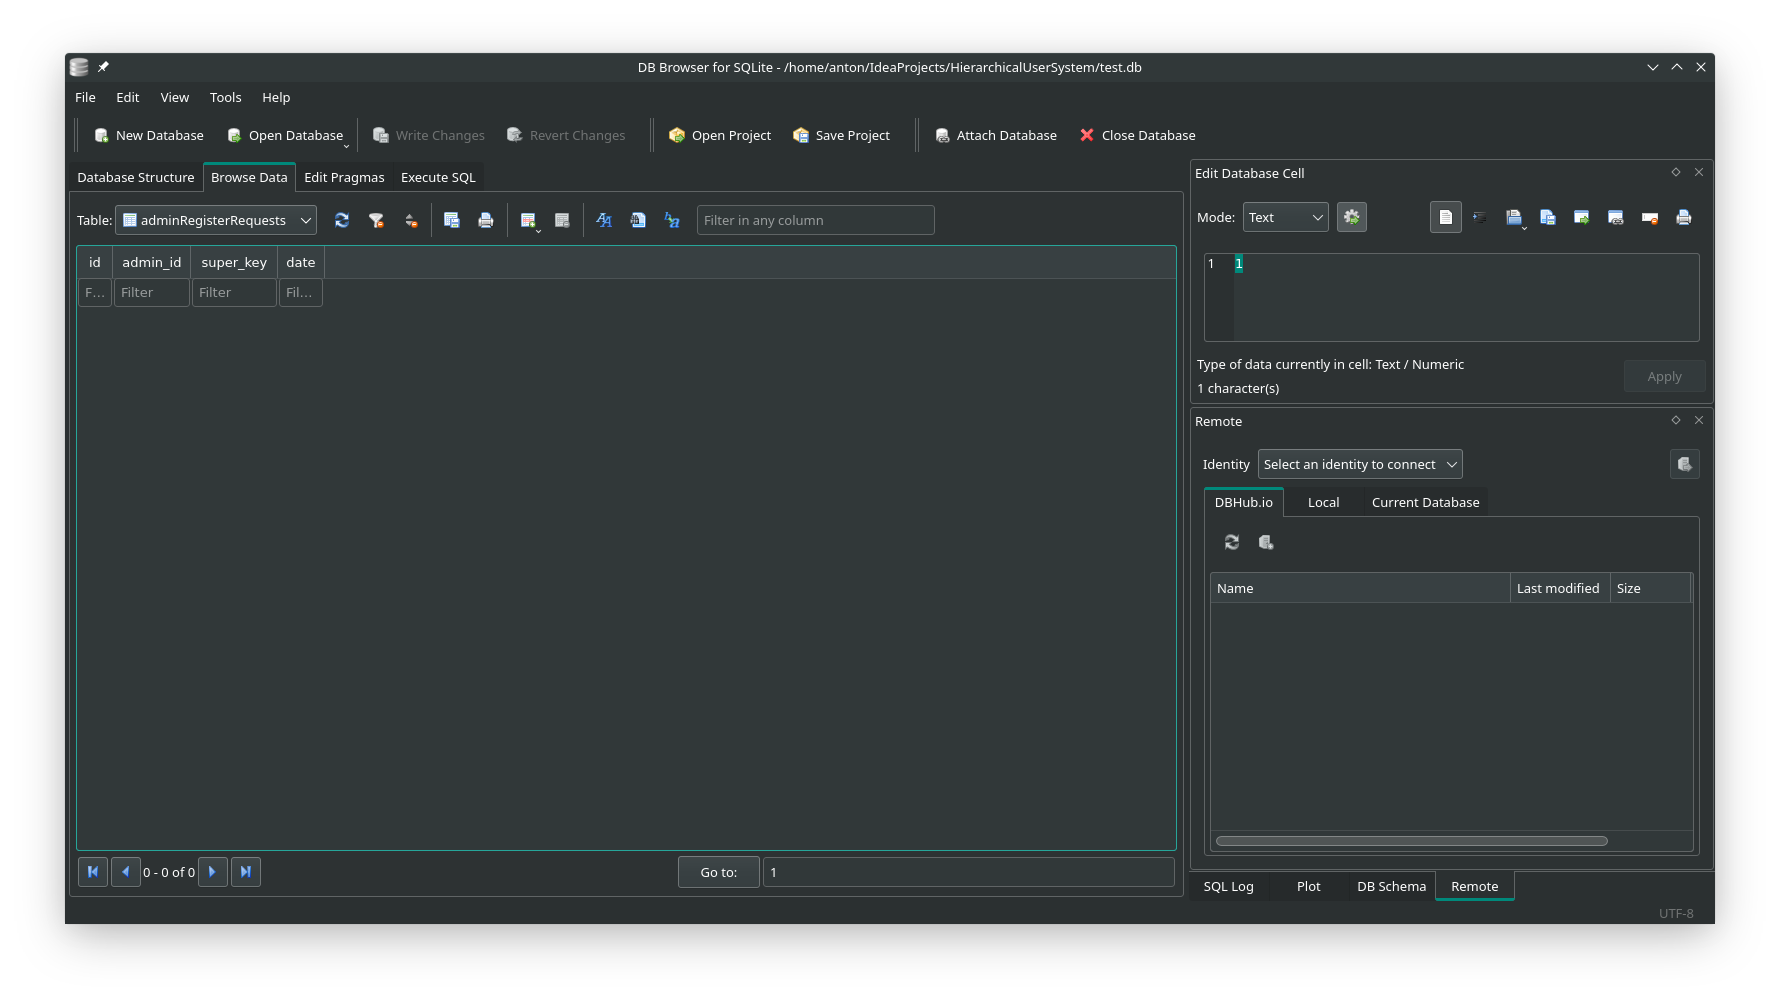 DB Browser for SQLite - /home/anton/IdeaProjects/HierarchicalUserSystem/test.db
File Edit View Tools Help
New Database Open Database Write Changes Revert Changes Open Project Save Project Attach Database Close Database
Database Structure Browse Data Edit Pragmas Execute SQL
Table: adminRegisterRequests Filter in any column
id admin_id super_key date
F... Filter Filter Fil...
0 - 0 of 0 Go to: 1
Edit Database Cell
Mode: Text
1 1
Type of data currently in cell: Text / Numeric
1 character(s)
Apply
Remote
Identity Select an identity to connect
DBHub.io Local Current Database
Name Last modified Size
SQL Log Plot DB Schema Remote
UTF-8